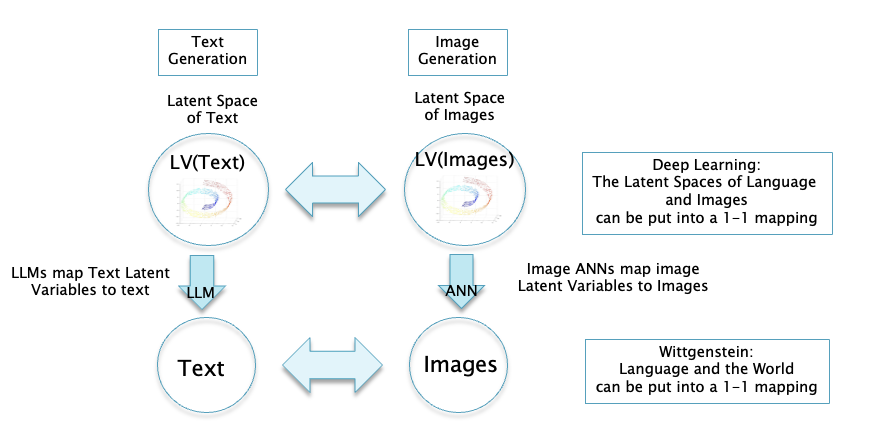 Text
Generation
Image
Generation
Latent Space
of Text
Latent Space
of Images
LV(Text)
LV(Images)
Deep Learning:
The Latent Spaces of Language
and Images
can be put into a 1-1 mapping
LLMs map Text Latent
Variables to text
LLM
ANN
Image ANNs map image
Latent Variables to Images
Text
Images
Wittgenstein:
Language and the World
can be put into a 1-1 mapping